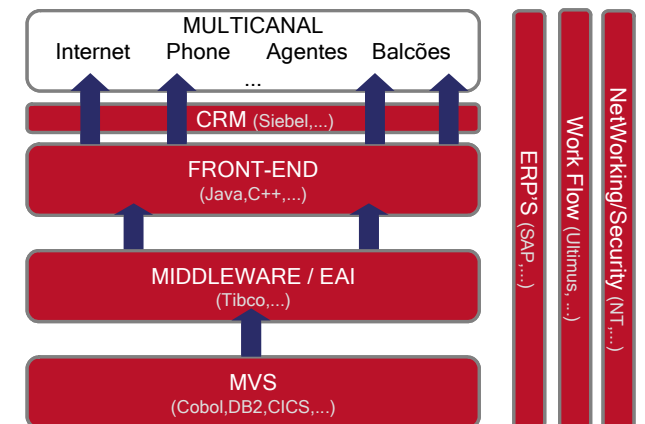 MULTICANAL
Internet Phone Agentes Balcões
...
CRM (Siebel,...)
FRONT-END
(Java,C++,...)
MIDDLEWARE / EAI
(Tibco,...)
MVS
(Cobol,DB2,CICS,...)
ERP'S (SAP,...)
Work Flow (Ultimus, ...)
NetWorking/Security (NT,...)